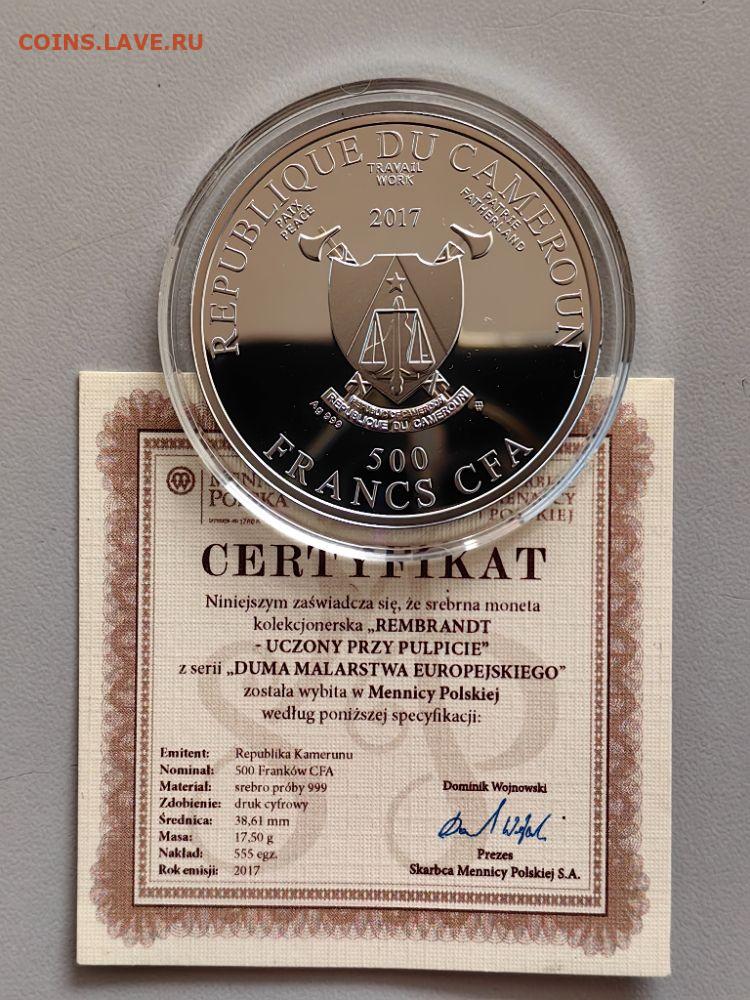 COINS.LAVE.RU
REPUBLIQUE DU CAMEROUN
TRAVAIL
WORK
PAIX
PEACE
PATRIE
FATHERLAND
2017
REPUBLIC OF CAMEROON
REPUBLIQUE DU CAMEROUN
Ag 999
500
FRANCS CFA
POLSKA
POLSKIEJ
CERTYFIKAT
Niniejszym zaświadcza się, że srebrna moneta
kolekcjonerska „REMBRANDT
- UCZONY PRZY PULPICIE”
z serii „DUMA MALARSTWA EUROPEJSKIEGO”
została wybita w Mennicy Polskiej
według poniższej specyfikacji:
Emitent: Republika Kamerunu
Nominał: 500 Franków CFA
Materiał: srebro próby 999
Zdobienie: druk cyfrowy
Średnica: 38,61 mm
Masa: 17,50 g
Nakład: 555 egz.
Rok emisji: 2017
Dominik Wojnowski
Prezes
Skarbca Mennicy Polskiej S.A.